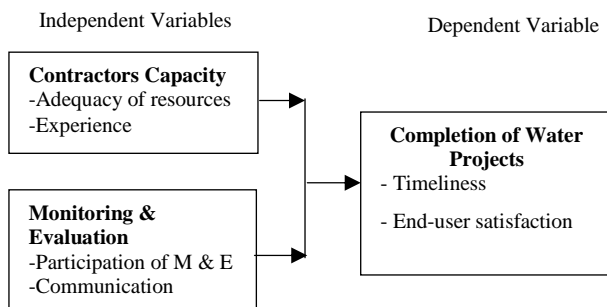 Independent Variables
Dependent Variable
Contractors Capacity
-Adequacy of resources
-Experience
Completion of Water
Projects
- Timeliness
- End-user satisfaction
Monitoring &
Evaluation
-Participation of M & E
-Communication